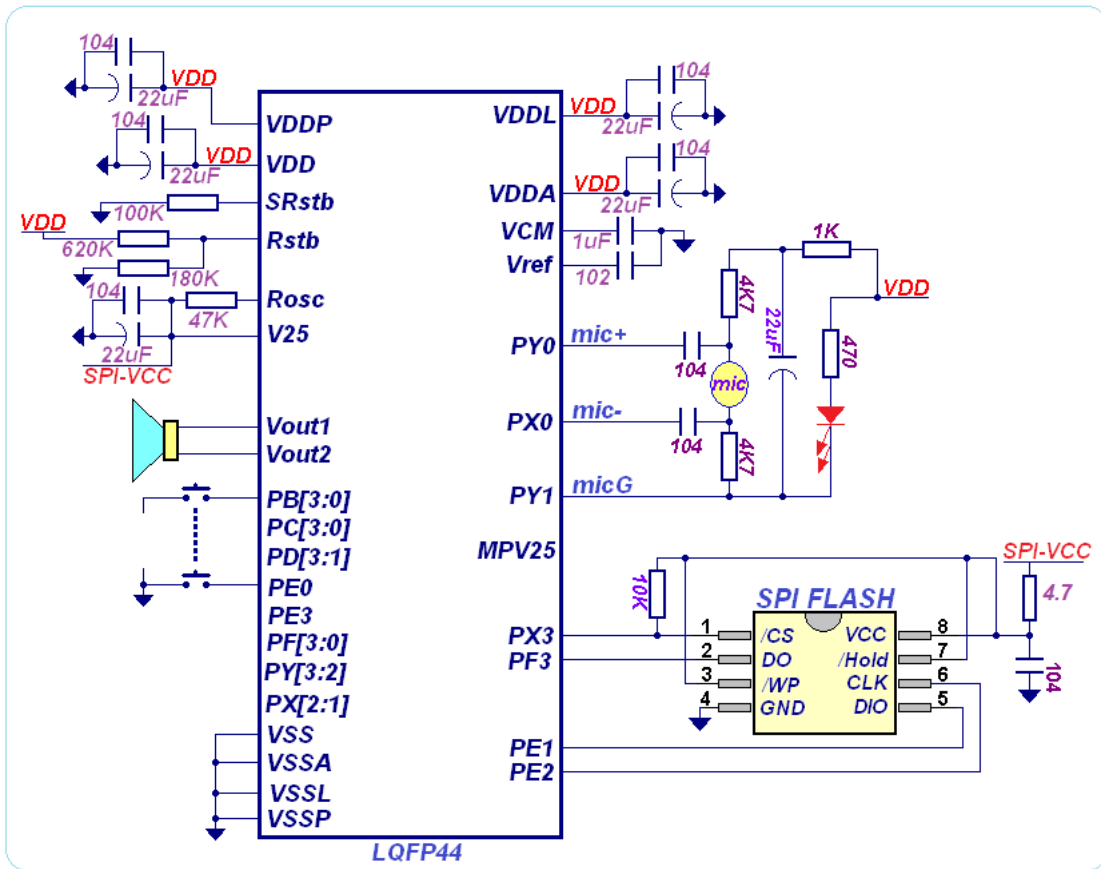 104
VDD
22uF
104
VDD
22uF
100K
VDD
620K
180K
104
47K
22uF
SPI-VCC
VDDP
VDD
SRstb
Rstb
Rosc
V25
Vout1
Vout2
PB[3:0]
PC[3:0]
PD[3:1]
PE0
PE3
PF[3:0]
PY[3:2]
PX[2:1]
VSS
VSSA
VSSL
VSSP
LQFP44
VDDL
VDDA
VCM
Vref
PY0
PX0
PY1
MPV25
PX3
PF3
PE1
PE2
VDD
104
22uF
VDD
104
22uF
1uF
102
mic+
104
mic
mic-
104
micG
4K7
4K7
22uF
1K
VDD
470
10K
SPI-VCC
4.7
104
SPI FLASH
1 /CS VCC 8
2 DO /Hold 7
3 /WP CLK 6
4 GND DIO 5